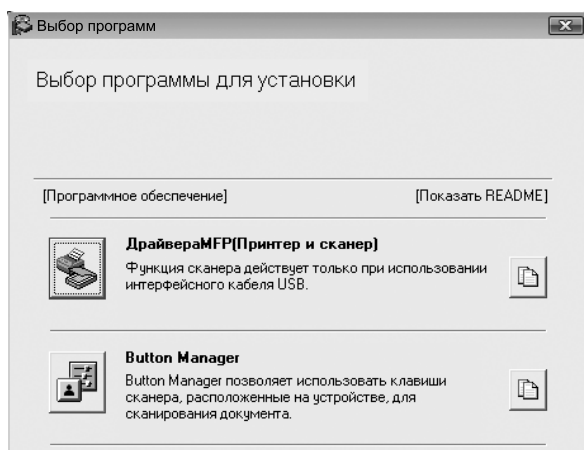 Выбор программ
Выбор программы для установки
[Программное обеспечение] [Показать README]
ДрайвераMFP(Принтер и сканер)
Функция сканера действует только при использовании
интерфейсного кабеля USB.
Button Manager
Button Manager позволяет использовать клавиши
сканера, расположенные на устройстве, для
сканирования документа.